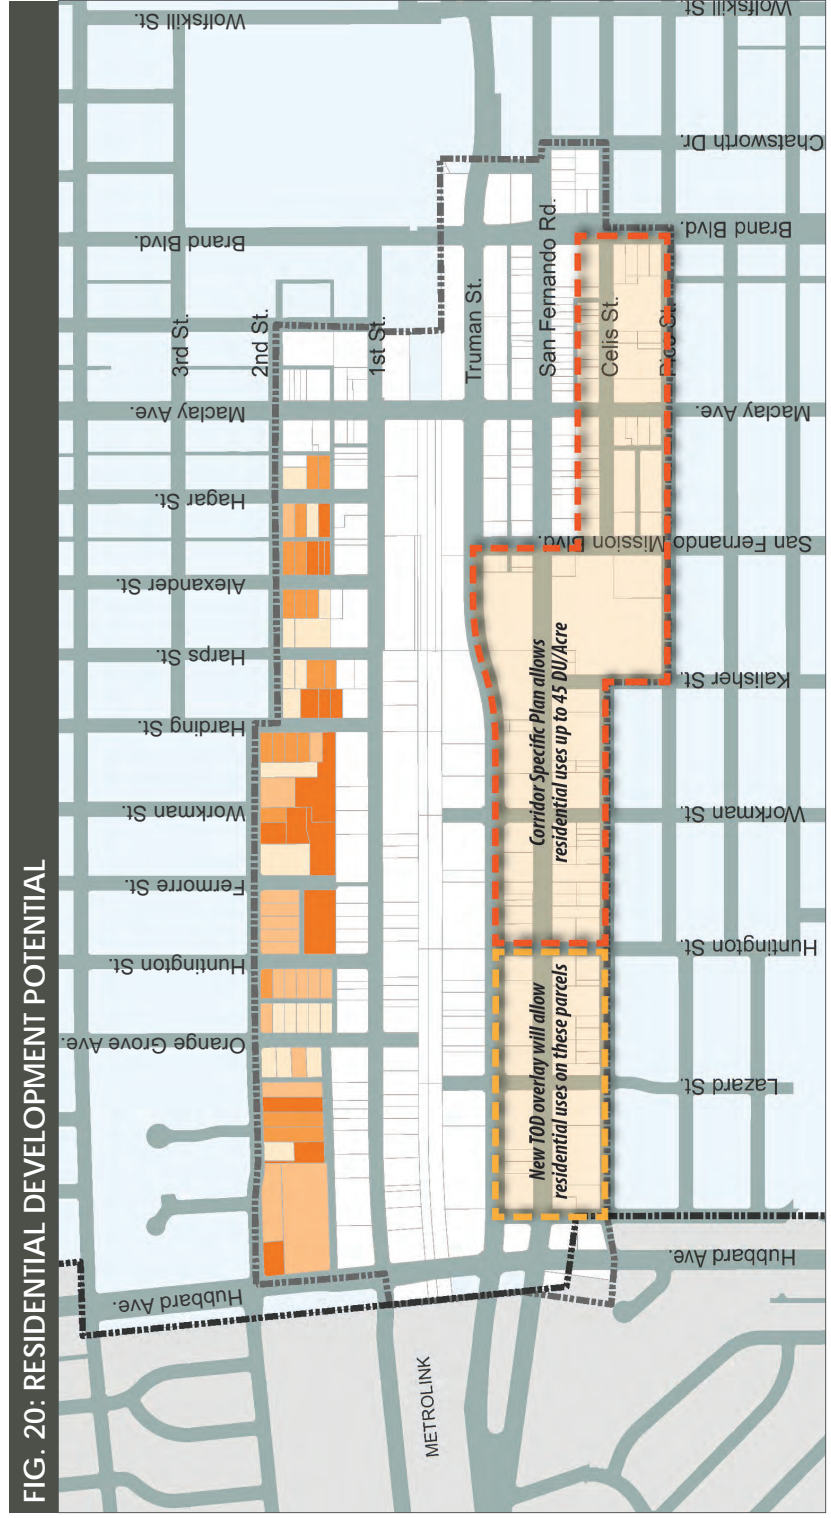 FIG. 20: RESIDENTIAL DEVELOPMENT POTENTIAL
Wolfskill St.
Wolfskill St.
Chatsworth Dr.
Brand Blvd.
Brand Blvd.
3rd St.
2nd St.
1st St.
Truman St.
San Fernando Rd.
Celis St.
Maclay Ave.
Maclay Ave.
Hagar St.
San Fernando Mission Blvd.
Alexander St.
Harps St.
Kalisher St.
Harding St.
Corridor Specific Plan allows
residential uses up to 45 DU/Acre
Workman St.
Workman St.
Fermorre St.
Huntington St.
Huntington St.
Orange Grove Ave.
New TOD overlay will allow
residential uses on these parcels
Lazard St.
Hubbard Ave.
Hubbard Ave.
METROLINK